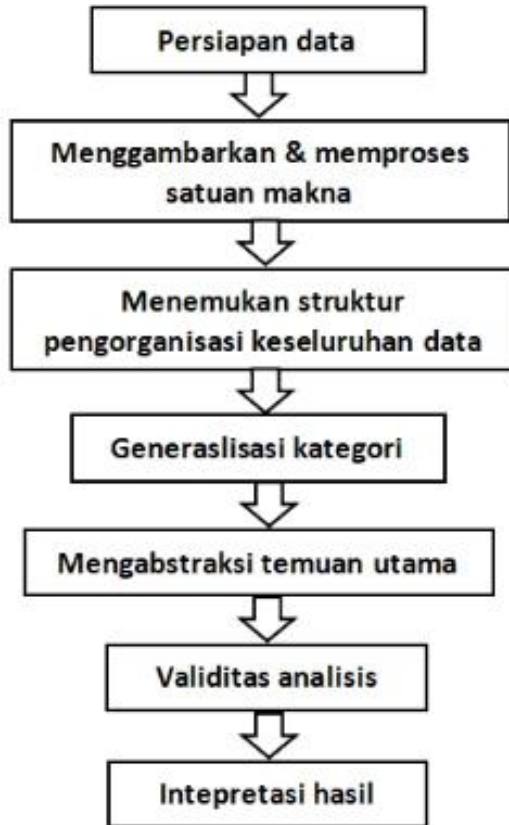 Persiapan data
Menggambarkan & memproses
satuan makna
Menemukan struktur
pengorganisasi keseluruhan data
Generaslisasi kategori
Mengabstraksi temuan utama
Validitas analisis
Intepretasi hasil